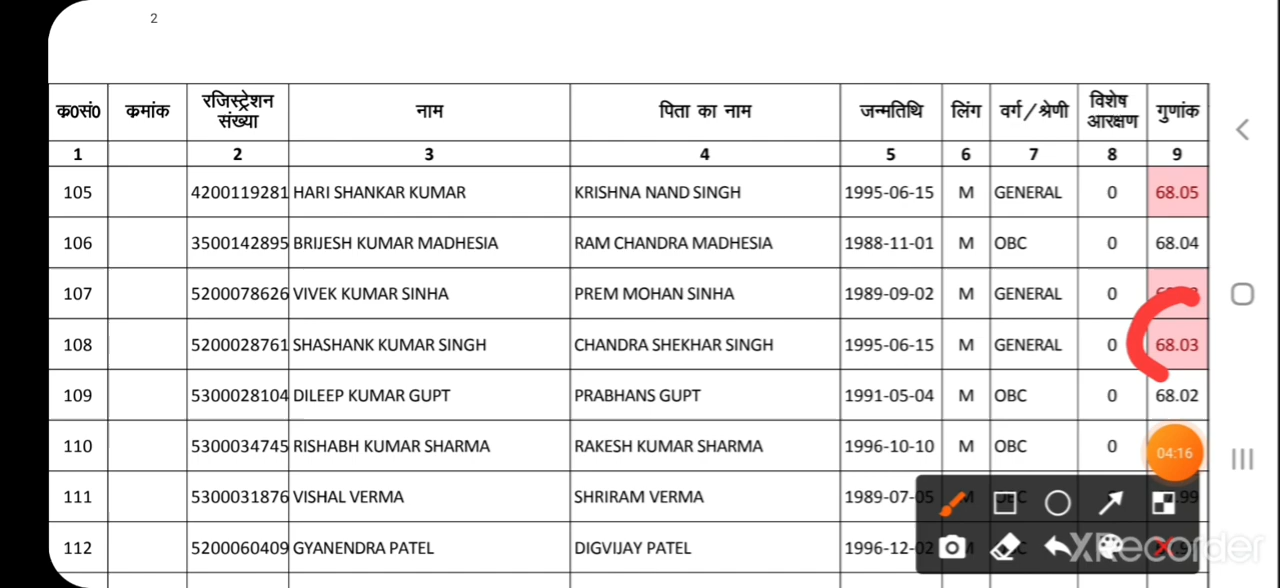 2
क0सं0 कमांक रजिस्ट्रेशन संख्या नाम पिता का नाम जन्मतिथि लिंग वर्ग/श्रेणी विशेष आरक्षण गुणांक
1 2 3 4 5 6 7 8 9
105 4200119281 HARI SHANKAR KUMAR KRISHNA NAND SINGH 1995-06-15 M GENERAL 0 68.05
106 3500142895 BRIJESH KUMAR MADHESIA RAM CHANDRA MADHESIA 1988-11-01 M OBC 0 68.04
107 5200078626 VIVEK KUMAR SINHA PREM MOHAN SINHA 1989-09-02 M GENERAL 0
108 5200028761 SHASHANK KUMAR SINGH CHANDRA SHEKHAR SINGH 1995-06-15 M GENERAL 0 68.03
109 5300028104 DILEEP KUMAR GUPT PRABHANS GUPT 1991-05-04 M OBC 0 68.02
110 5300034745 RISHABH KUMAR SHARMA RAKESH KUMAR SHARMA 1996-10-10 M OBC 0
04:16
111 5300031876 VISHAL VERMA SHRIRAM VERMA 1989-07-05 M OBC
112 5200060409 GYANENDRA PATEL DIGVIJAY PATEL 1996-12-02
XRecorder